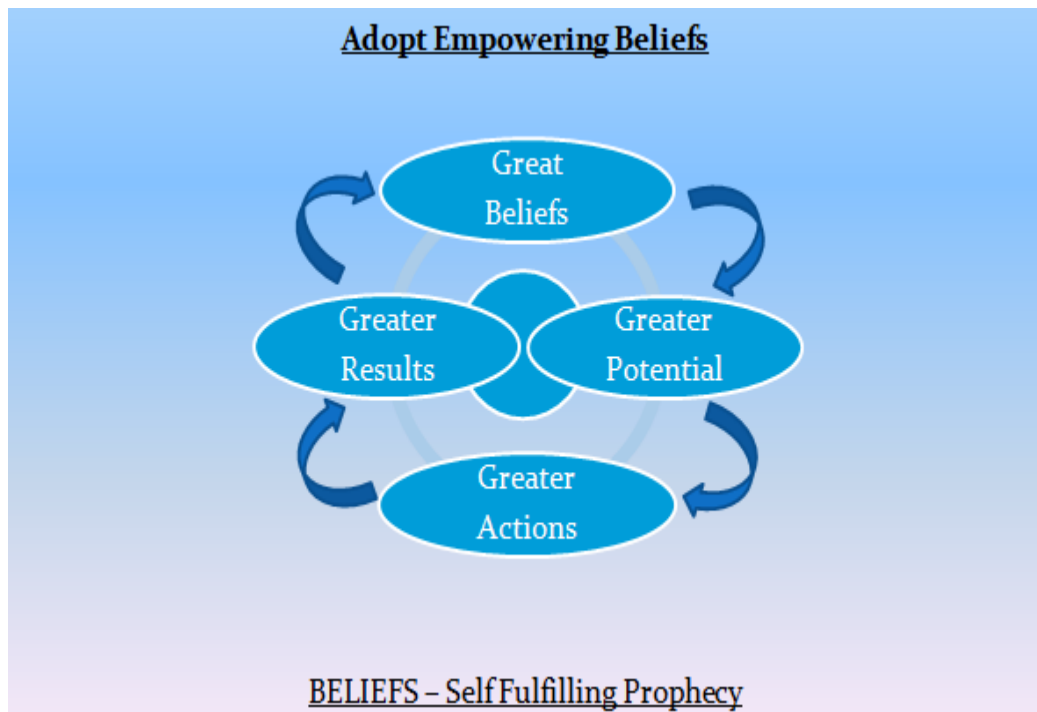 Adopt Empowering Beliefs
Great
Beliefs
Greater
Results
Greater
Potential
Greater
Actions
BELIEFS – Self Fulfilling Prophecy